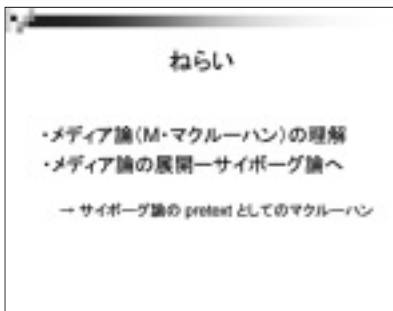 ねらい
・メディア論(M・マクルーハン)の理解
・メディア論の展開ーサイボーグ論へ
→ サイボーグ論の pretext としてのマクルーハン